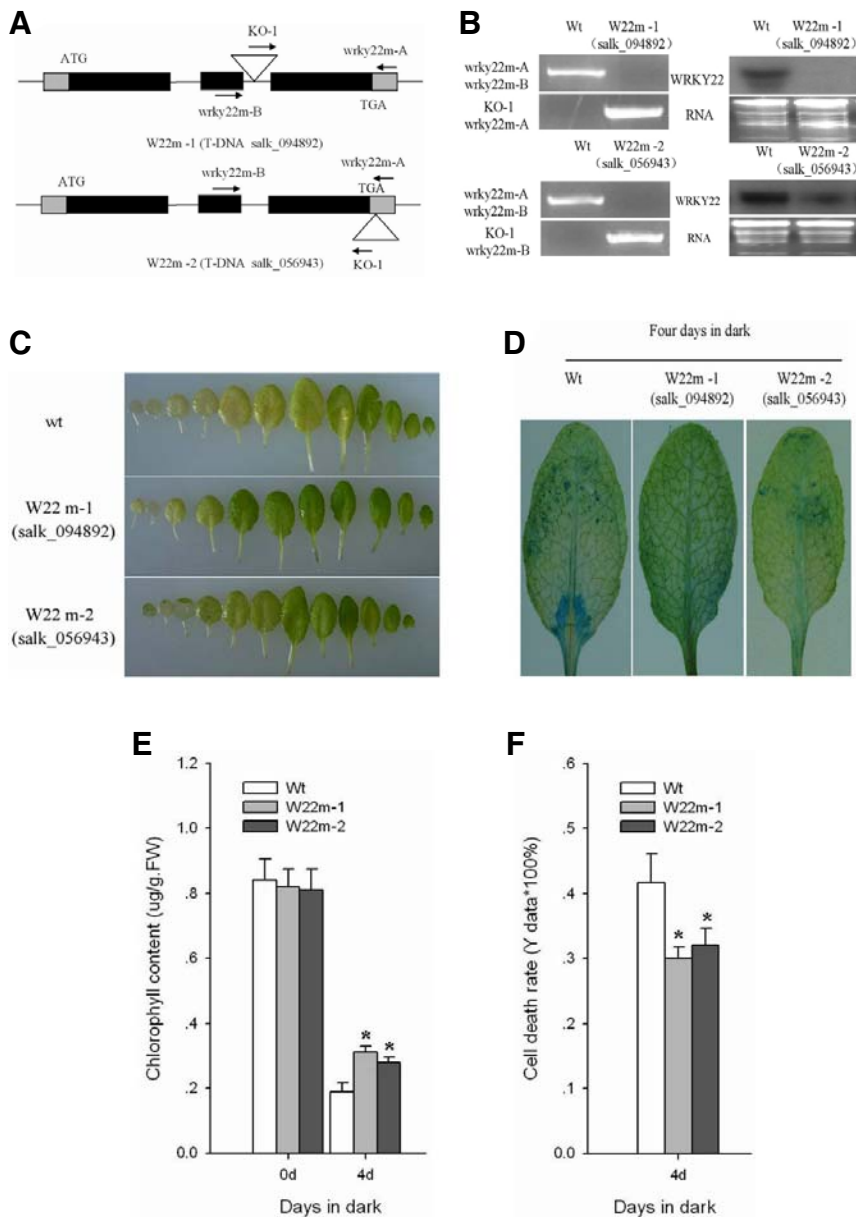 A
KO-1
ATG
wrky22m-A
wrky22m-B
TGA
W22m -1 (T-DNA salk_094892)
wrky22m-B
wrky22m-A
ATG
TGA
W22m -2 (T-DNA salk_056943)
KO-1
B
Wt W22m -1
(salk_094892)
wrky22m-A
wrky22m-B
KO-1
wrky22m-A
Wt W22m -2
(salk_056943)
wrky22m-A
wrky22m-B
KO-1
wrky22m-B
Wt W22m -1
(salk_094892)
WRKY22
RNA
Wt W22m -2
(salk_056943)
WRKY22
RNA
C
wt
W22 m-1
(salk_094892)
W22 m-2
(salk_056943)
D
Four days in dark
Wt W22m -1 W22m -2
(salk_094892) (salk_056943)
E
Chlorophyll content (ug/g.FW)
1.2
1.0
.8
.6
.4
.2
0.0
Wt
W22m-1
W22m-2
* *
0d 4d
Days in dark
F
Cell death rate (Y data*100%)
.6
.5
.4
.3
.2
.1
0.0
Wt
W22m-1
W22m-2
* *
4d
Days in dark